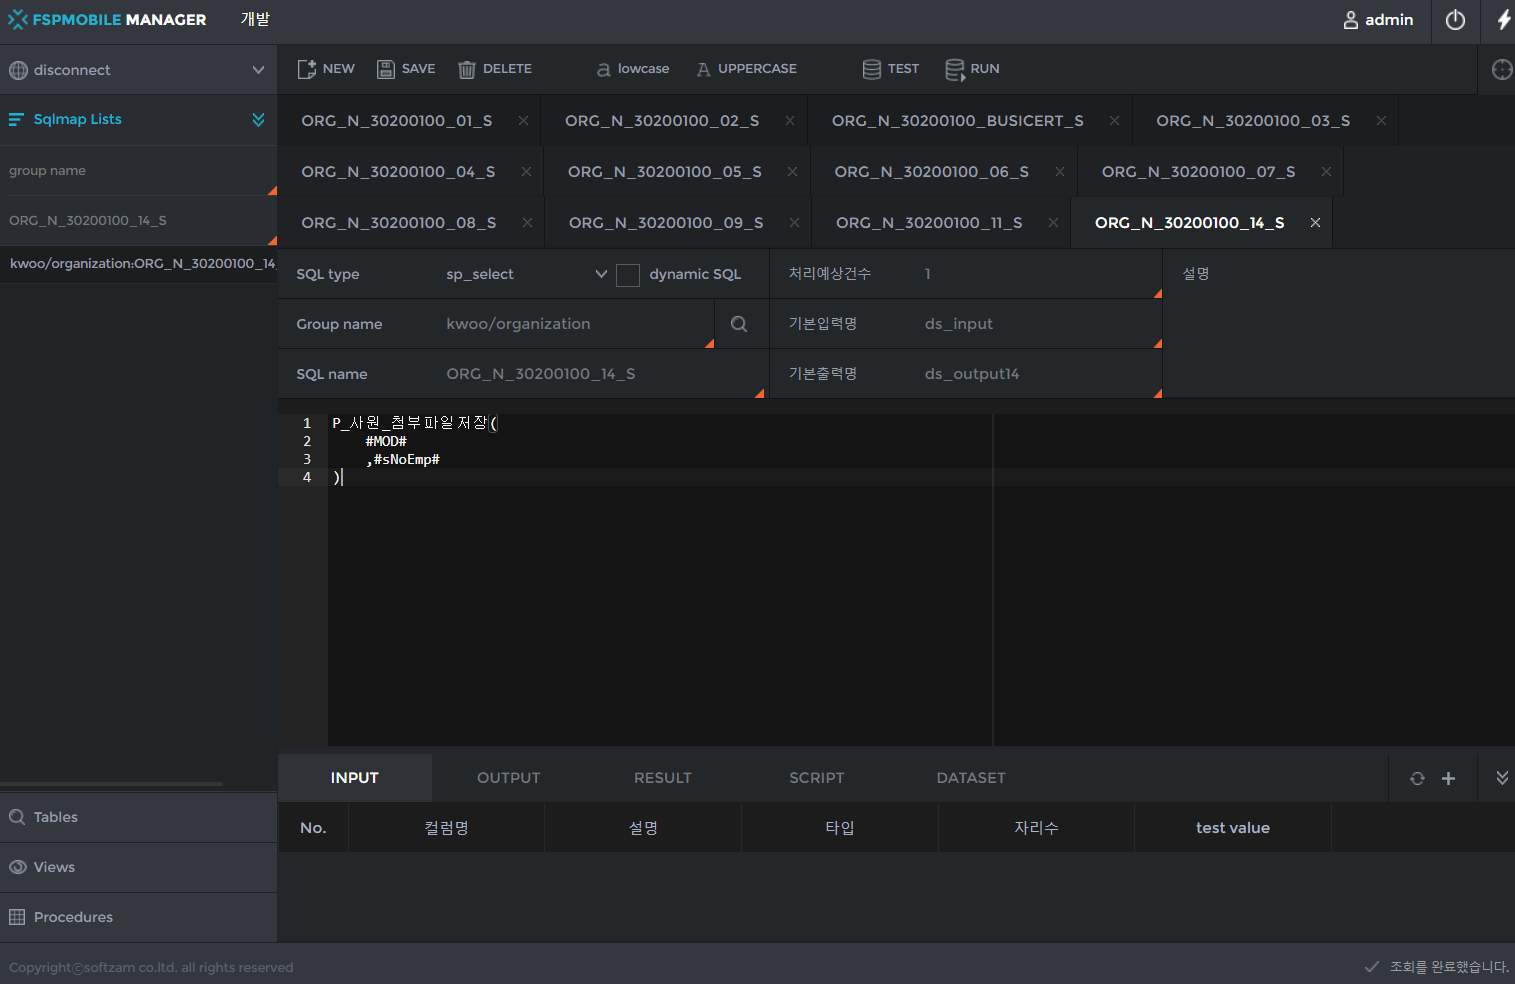 FSPMOBILE MANAGER 개발 admin
disconnect
NEW SAVE DELETE lowcase UPPERCASE TEST RUN
Sqlmap Lists
group name
ORG_N_30200100_14_S
kwoo/organization:ORG_N_30200100_14_
ORG_N_30200100_01_S ORG_N_30200100_02_S ORG_N_30200100_BUSICERT_S ORG_N_30200100_03_S
ORG_N_30200100_04_S ORG_N_30200100_05_S ORG_N_30200100_06_S ORG_N_30200100_07_S
ORG_N_30200100_08_S ORG_N_30200100_09_S ORG_N_30200100_11_S ORG_N_30200100_14_S
SQL type sp_select dynamic SQL 처리예상건수 1 설명
Group name kwoo/organization 기본입력명 ds_input
SQL name ORG_N_30200100_14_S 기본출력명 ds_output14
1 P_사원_첨부파일저장(
2 #MOD#
3 ,#sNoEmp#
4 )
INPUT OUTPUT RESULT SCRIPT DATASET
No. 컬럼명 설명 타입 자리수 test value
Tables
Views
Procedures
Copyrightⓒsoftzam co.ltd. all rights reserved 조회를 완료했습니다.